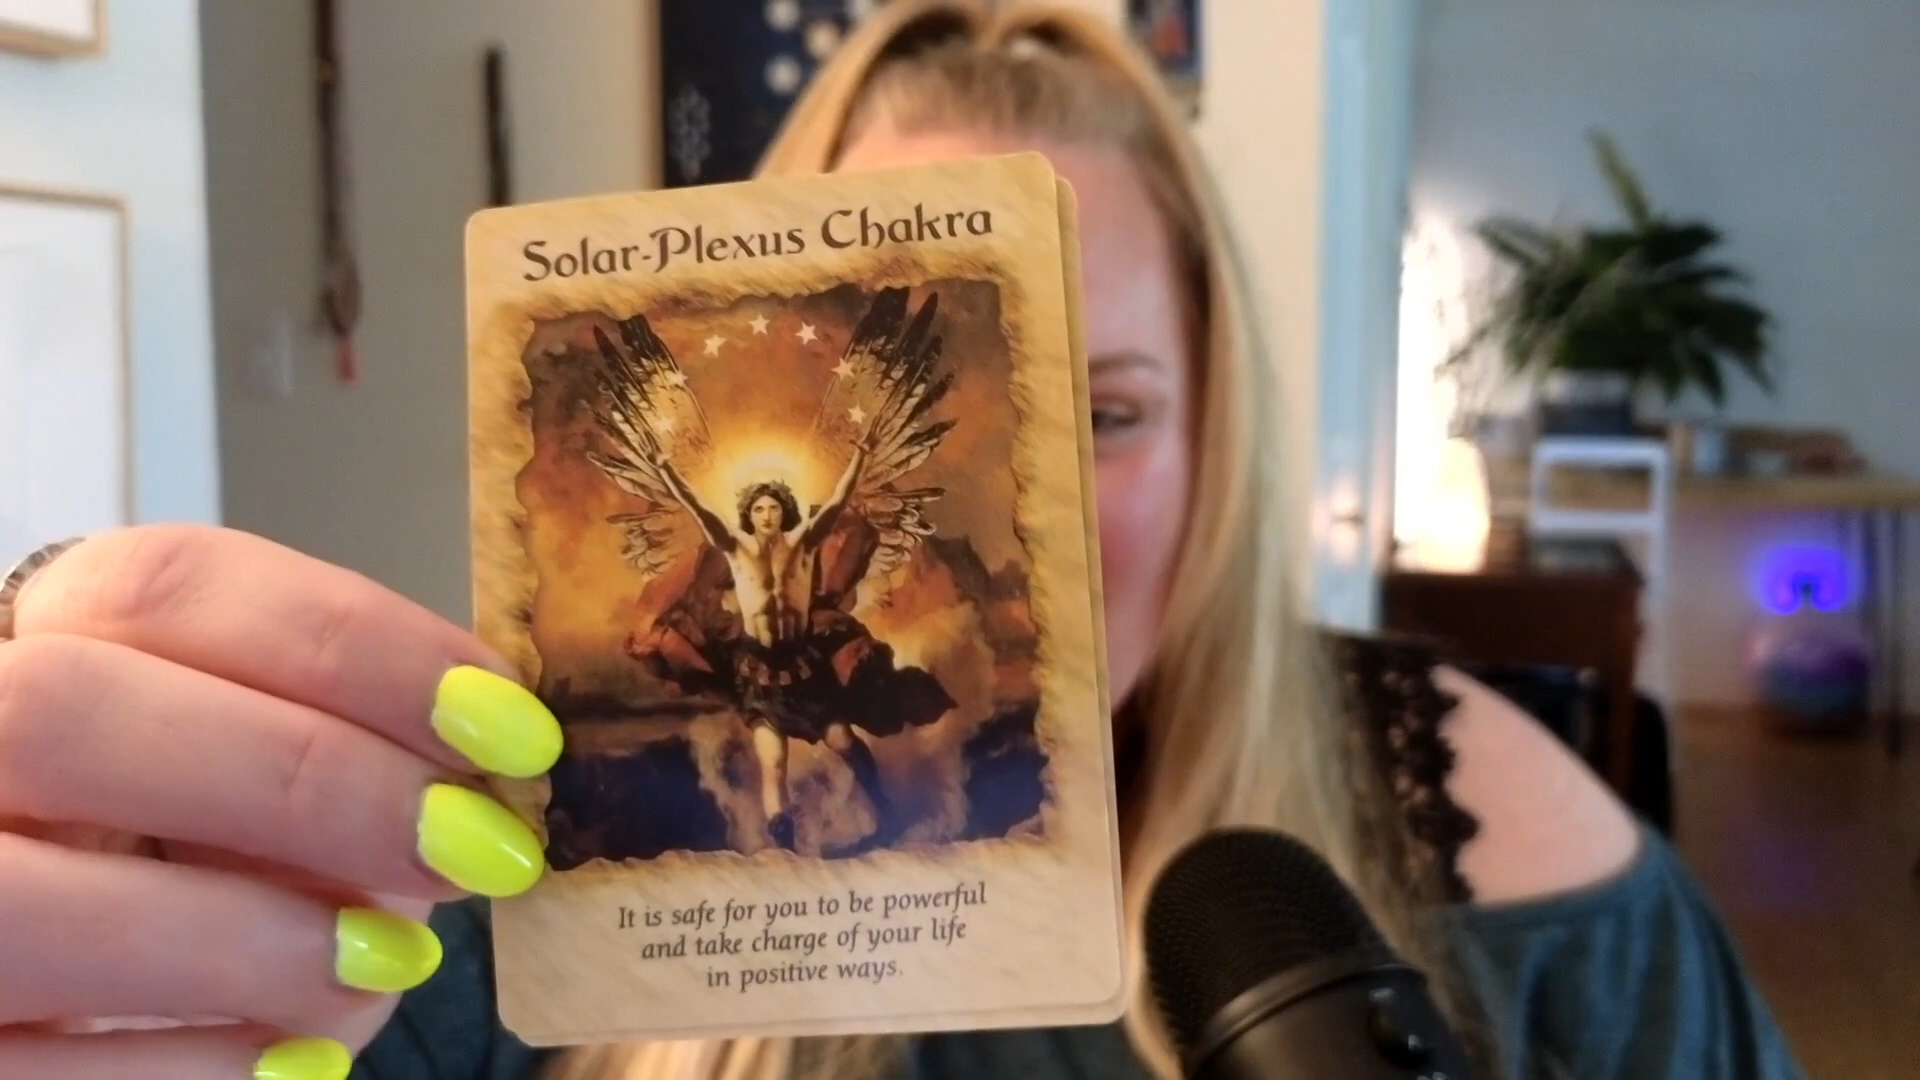 Solar-Plexus Chakra
It is safe for you to be powerful
and take charge of your life
in positive ways.